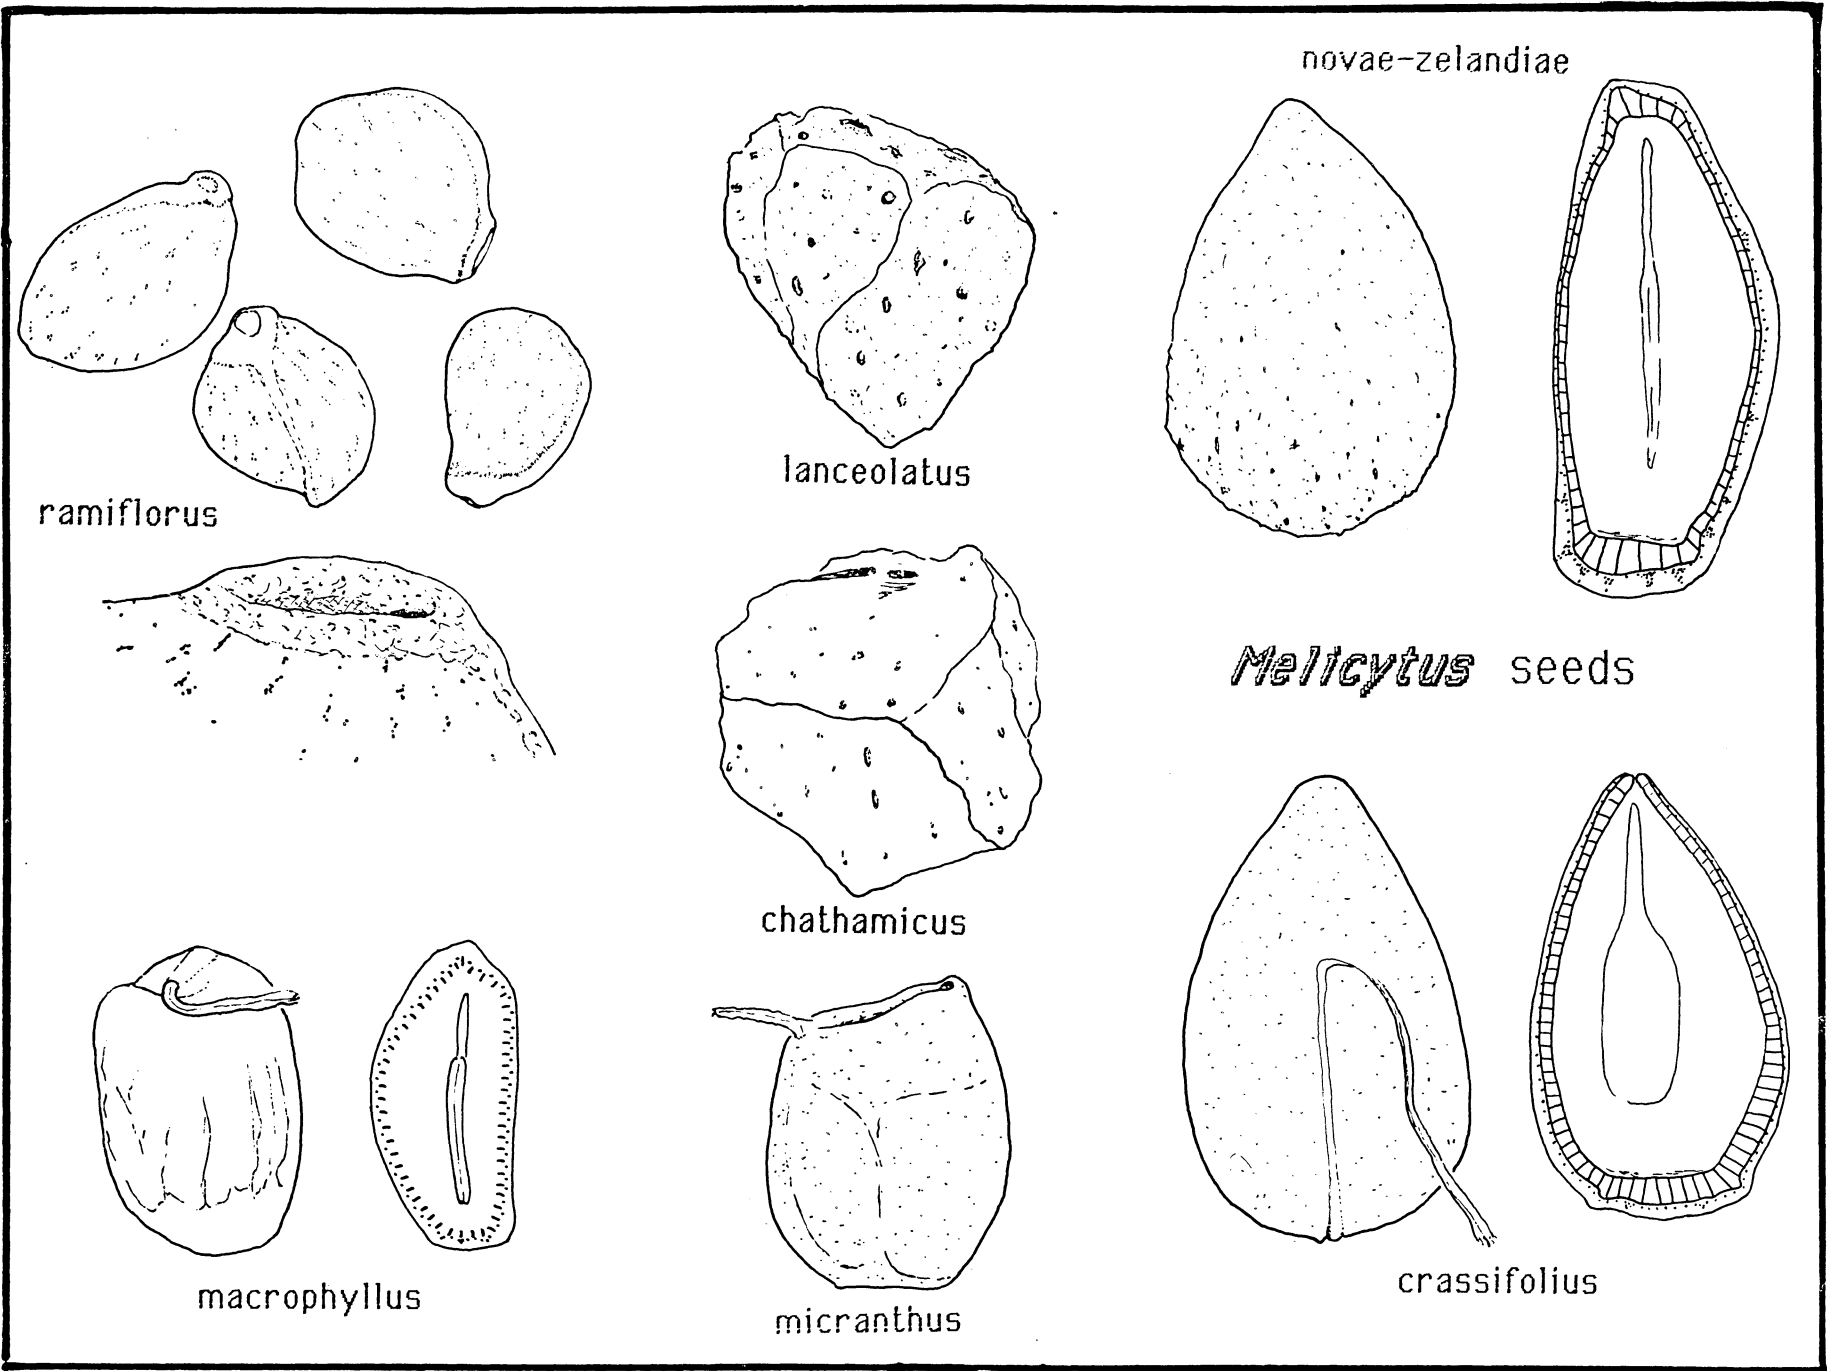 novae-zelandiae
lanceolatus
ramiflorus
Melicytus seeds
chathamicus
crassifolius
macrophyllus
micranthus